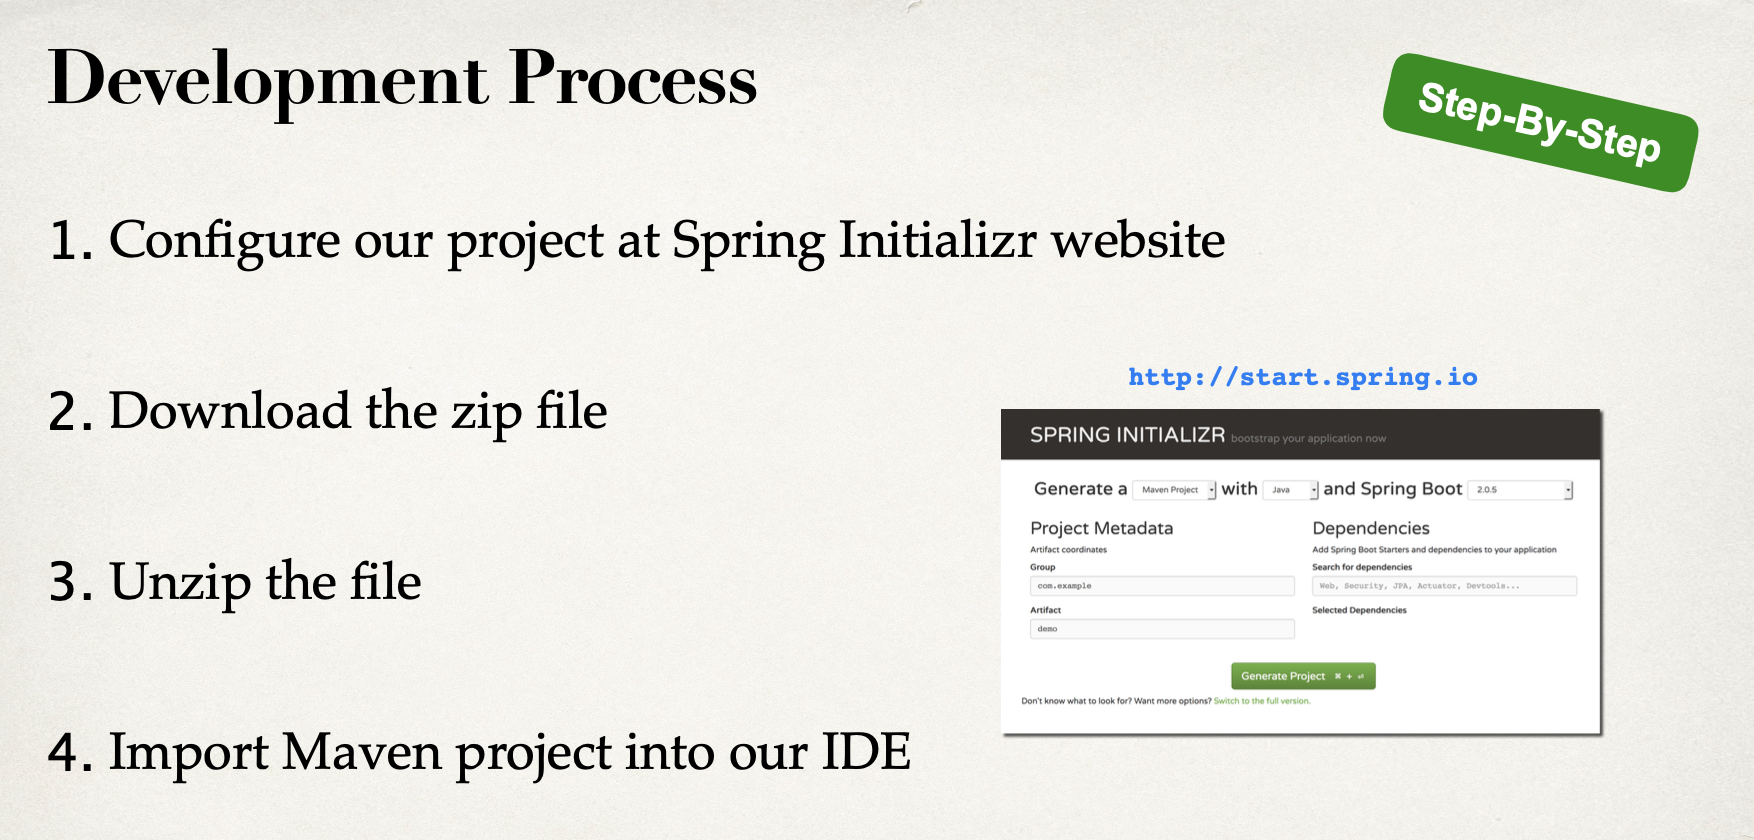 Development Process
Step-By-Step
1. Configure our project at Spring Initializr website
2. Download the zip file
3. Unzip the file
4. Import Maven project into our IDE
http://start.spring.io
SPRING INITIALIZR bootstrap your application now
Generate a Maven Project with Java and Spring Boot 2.0.5
Project Metadata
Artifact coordinates
Group
com.example
Artifact
demo
Dependencies
Add Spring Boot Starters and dependencies to your application
Search for dependencies
Web, Security, JPA, Actuator, Devtools...
Selected Dependencies
Generate Project ⌘ + ⏎
Don't know what to look for? Want more options? Switch to the full version.